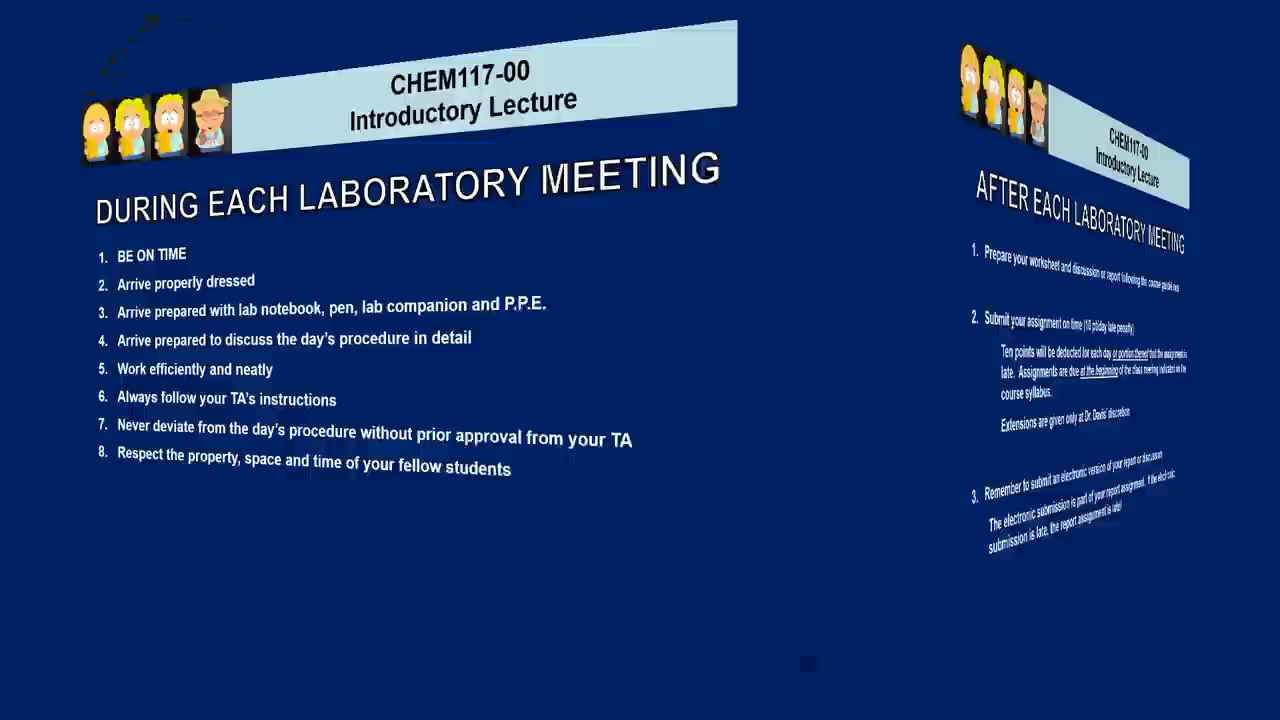 CHEM117-00
Introductory Lecture
DURING EACH LABORATORY MEETING
1. BE ON TIME
2. Arrive properly dressed
3. Arrive prepared with lab notebook, pen, lab companion and P.P.E.
4. Arrive prepared to discuss the day's procedure in detail
5. Work efficiently and neatly
6. Always follow your TA's instructions
7. Never deviate from the day's procedure without prior approval from your TA
8. Respect the property, space and time of your fellow students
CHEM117-00
Introductory Lecture
AFTER EACH LABORATORY MEETING
1. Prepare your worksheet and discussion or report following the course guidelines
2. Submit your assignment on time (10 pt/day late penalty)
Ten points will be deducted for each day or portion thereof that the assignment is
late. Assignments are due at the beginning of the class meeting indicated on the
course syllabus.
Extensions are given only at Dr. Davis' discretion
3. Remember to submit an electronic version of your report or discussion
The electronic submission is part of your report assignment. If the electronic
submission is late, the report assignment is late!